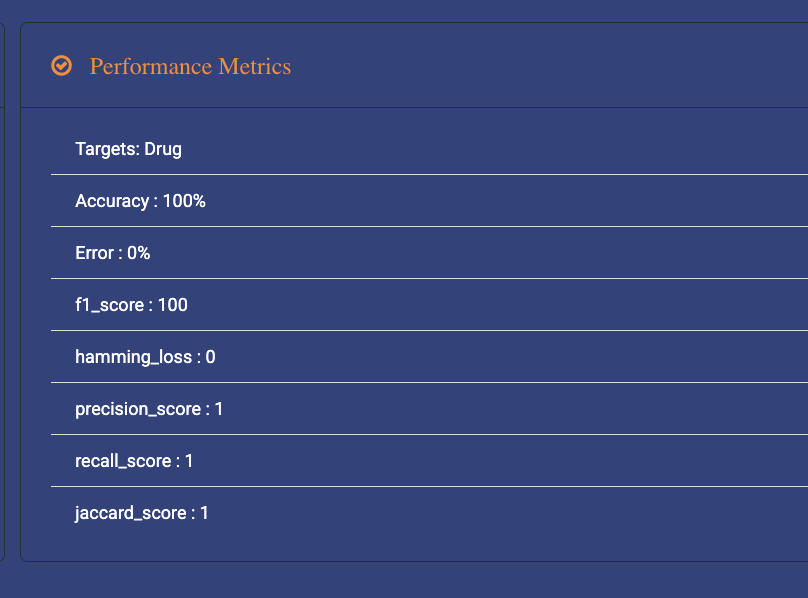 Performance Metrics
Targets: Drug
Accuracy : 100%
Error : 0%
f1_score : 100
hamming_loss : 0
precision_score : 1
recall_score : 1
jaccard_score : 1